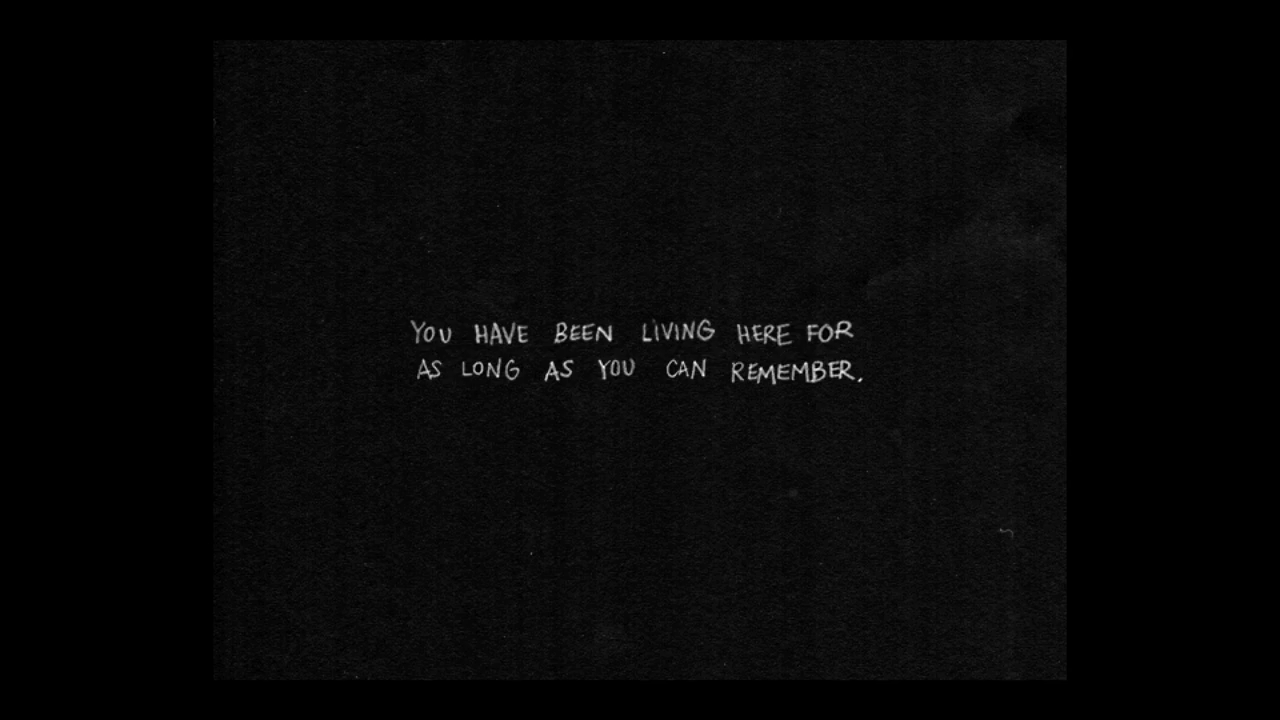 YOU HAVE BEEN LIVING HERE FOR
AS LONG AS YOU CAN REMEMBER.